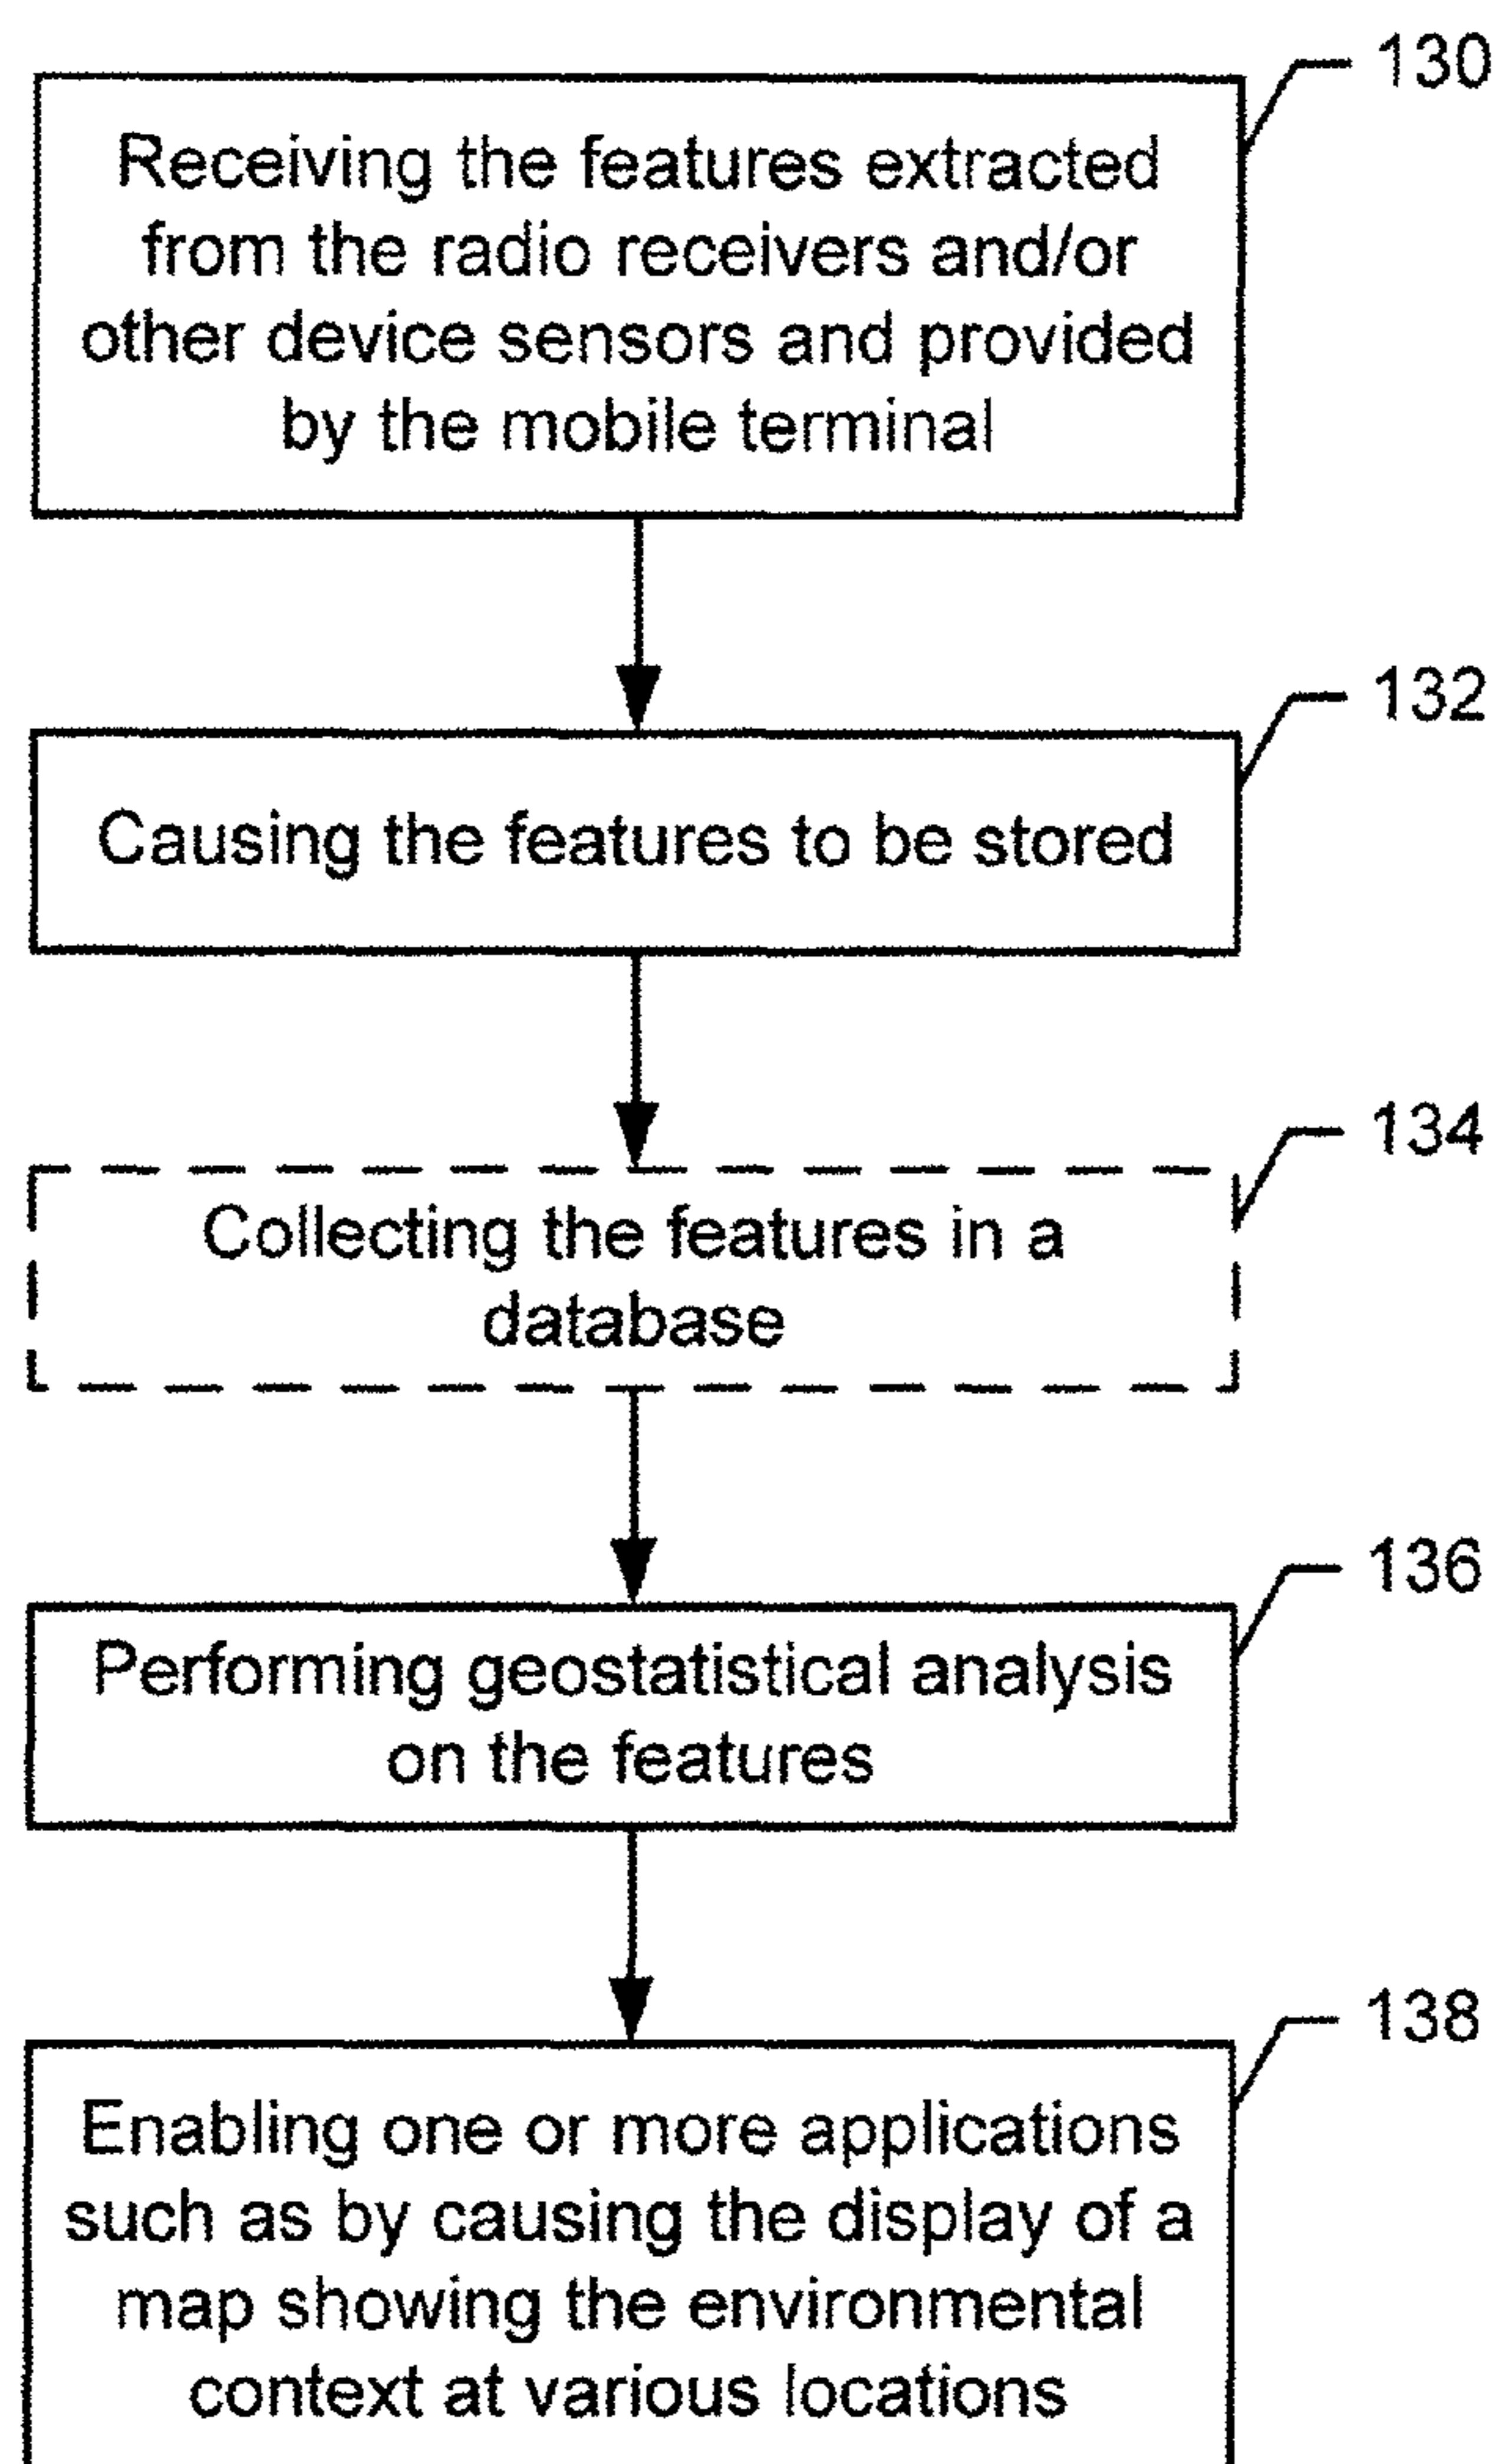 130
Receiving the features extracted
from the radio receivers and/or
other device sensors and provided
by the mobile terminal
132
Causing the features to be stored
134
Collecting the features in a
database
136
Performing geostatistical analysis
on the features
138
Enabling one or more applications
such as by causing the display of a
map showing the environmental
context at various locations